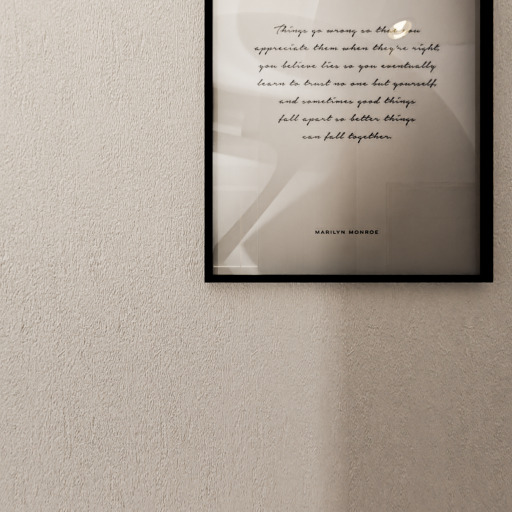 Things go wrong so that you
appreciate them when they're right,
you believe lies so you eventually
learn to trust no one but yourself,
and sometimes good things
fall apart so better things
can fall together.
MARILYN MONROE